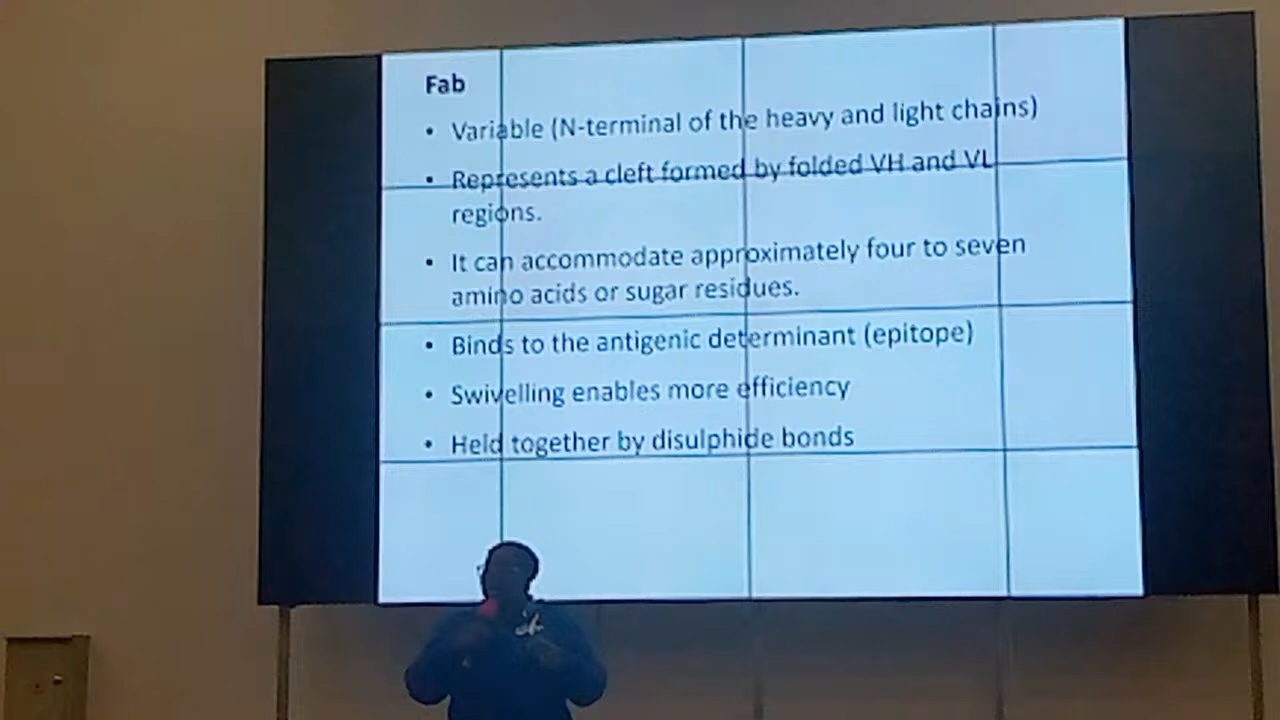 Fab
• Variable (N-terminal of the heavy and light chains)
• Represents a cleft formed by folded VH and VL
regions.
• It can accommodate approximately four to seven
amino acids or sugar residues.
• Binds to the antigenic determinant (epitope)
• Swivelling enables more efficiency
• Held together by disulphide bonds